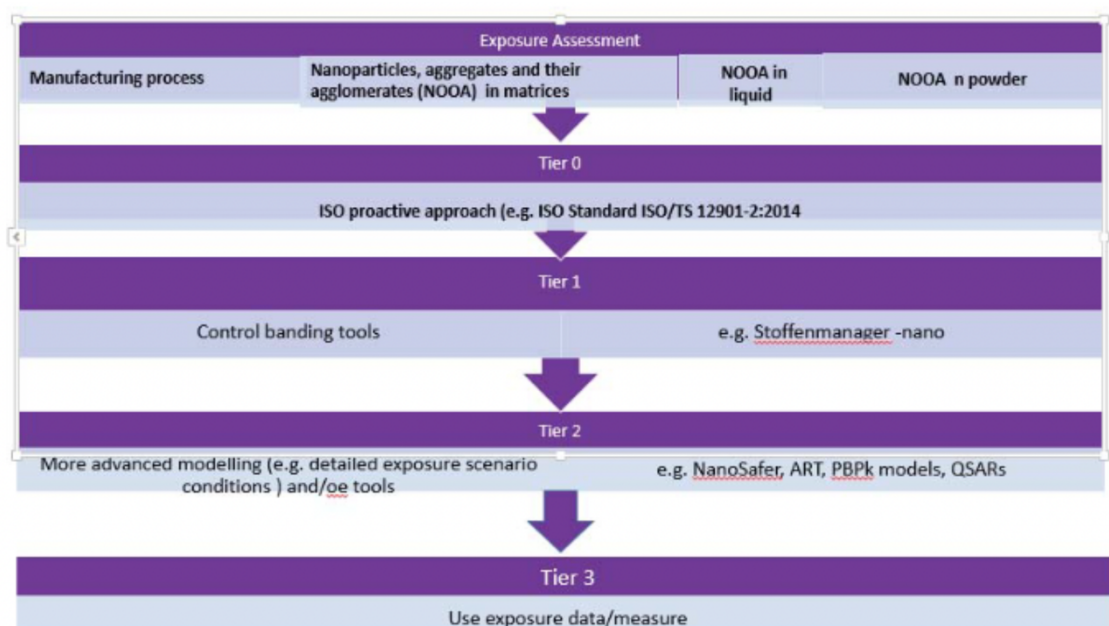 Exposure Assessment
Manufacturing process
Nanoparticles, aggregates and their
agglomerates (NOOA) in matrices
NOOA in
liquid
NOOA n powder
Tier 0
ISO proactive approach (e.g. ISO Standard ISO/TS 12901-2:2014
Tier 1
Control banding tools
e.g. Stoffenmanager -nano
Tier 2
More advanced modelling (e.g. detailed exposure scenario
conditions ) and/oe tools
e.g. NanoSafer, ART, PBPk models, QSARs
Tier 3
Use exposure data/measure